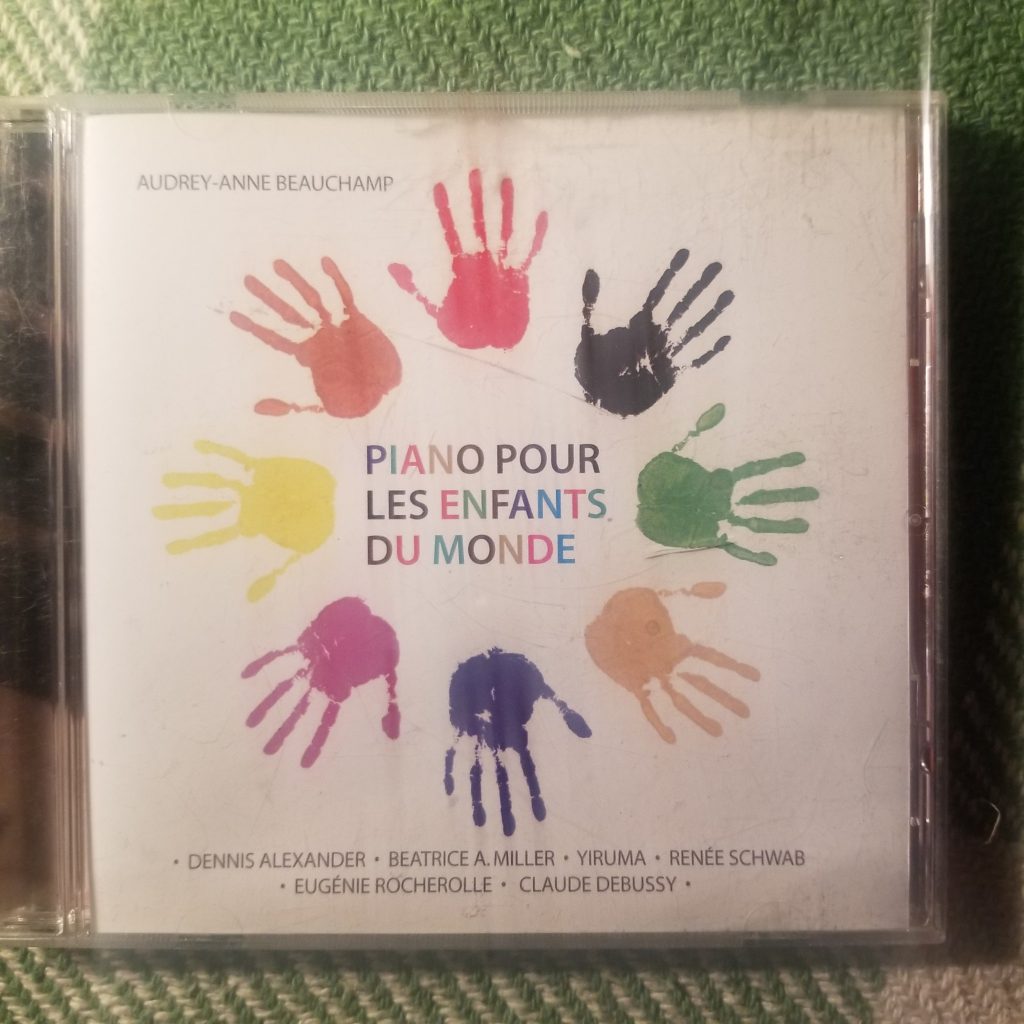 AUDREY-ANNE BEAUCHAMP
PIANO POUR
LES ENFANTS
DU MONDE
• DENNIS ALEXANDER • BEATRICE A. MILLER • YIRUMA • RENÉE SCHWAB
• EUGÉNIE ROCHEROLLE • CLAUDE DEBUSSY •